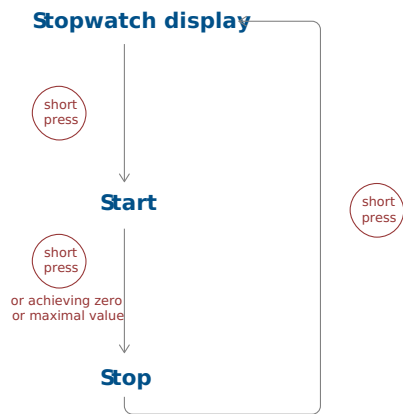 Stopwatch display
short
press
Start
short
press
short
press
or achieving zero
or maximal value
Stop